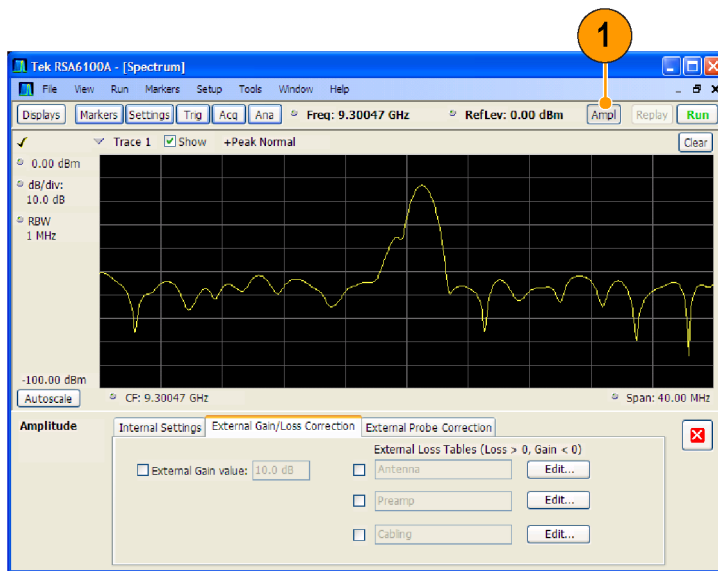 1
Tek RSA6100A - [Spectrum]
File View Run Markers Setup Tools Window Help
Displays Markers Settings Trig Acq Ana Freq: 9.30047 GHz RefLev: 0.00 dBm Ampl Replay Run
Trace 1 Show +Peak Normal Clear
0.00 dBm
dB/div:
10.0 dB
RBW
1 MHz
-100.00 dBm
Autoscale CF: 9.30047 GHz Span: 40.00 MHz
Amplitude Internal Settings External Gain/Loss Correction External Probe Correction
External Loss Tables (Loss > 0, Gain < 0)
External Gain value: 10.0 dB Antenna Edit...
Preamp Edit...
Cabling Edit...